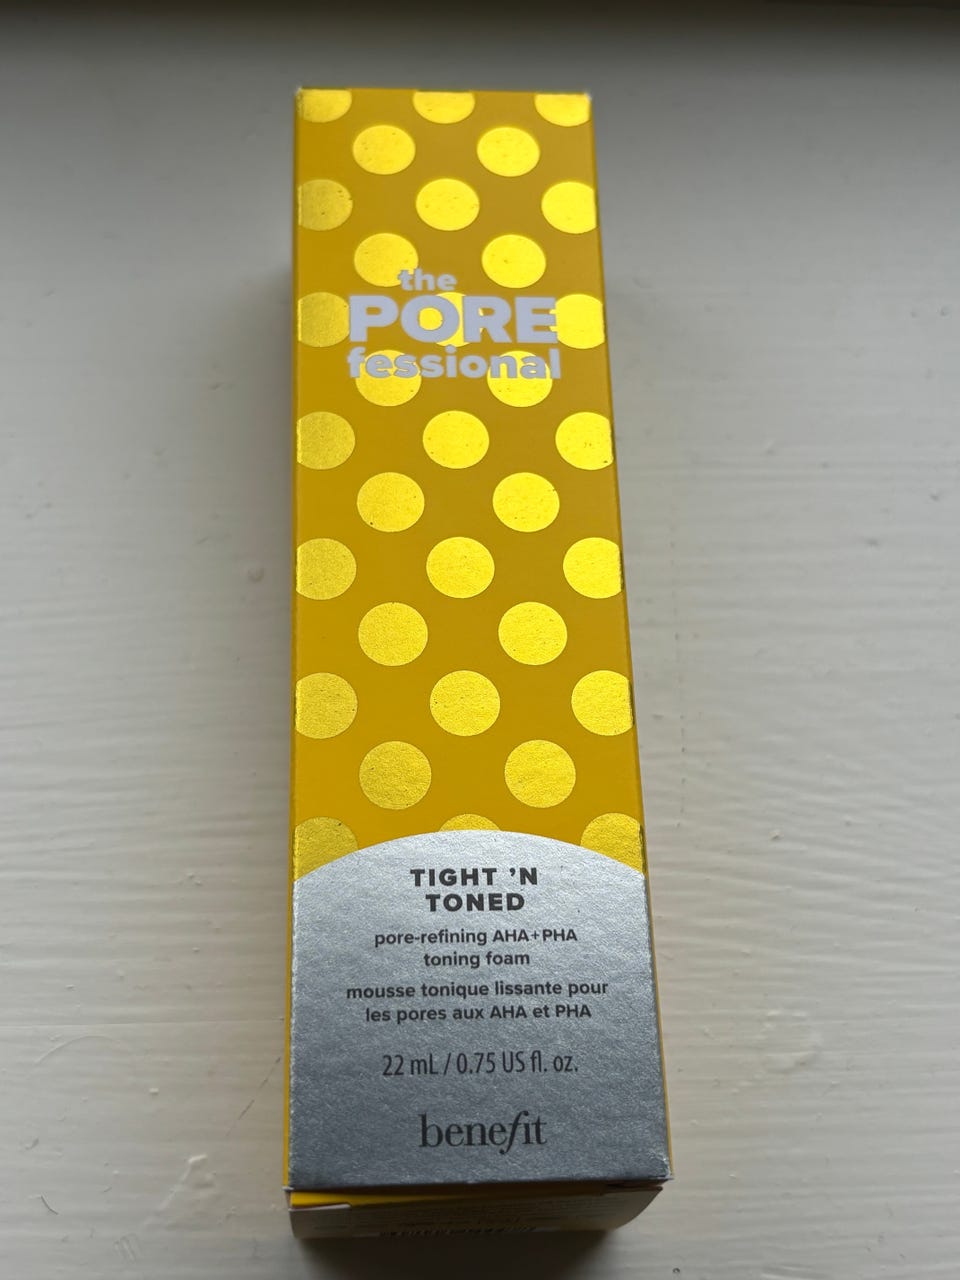 the
PORE
fessional
TIGHT 'N
TONED
pore-refining AHA+PHA
toning foam
mousse tonique lissante pour
les pores aux AHA et PHA
22 mL / 0.75 US fl. oz.
benefit